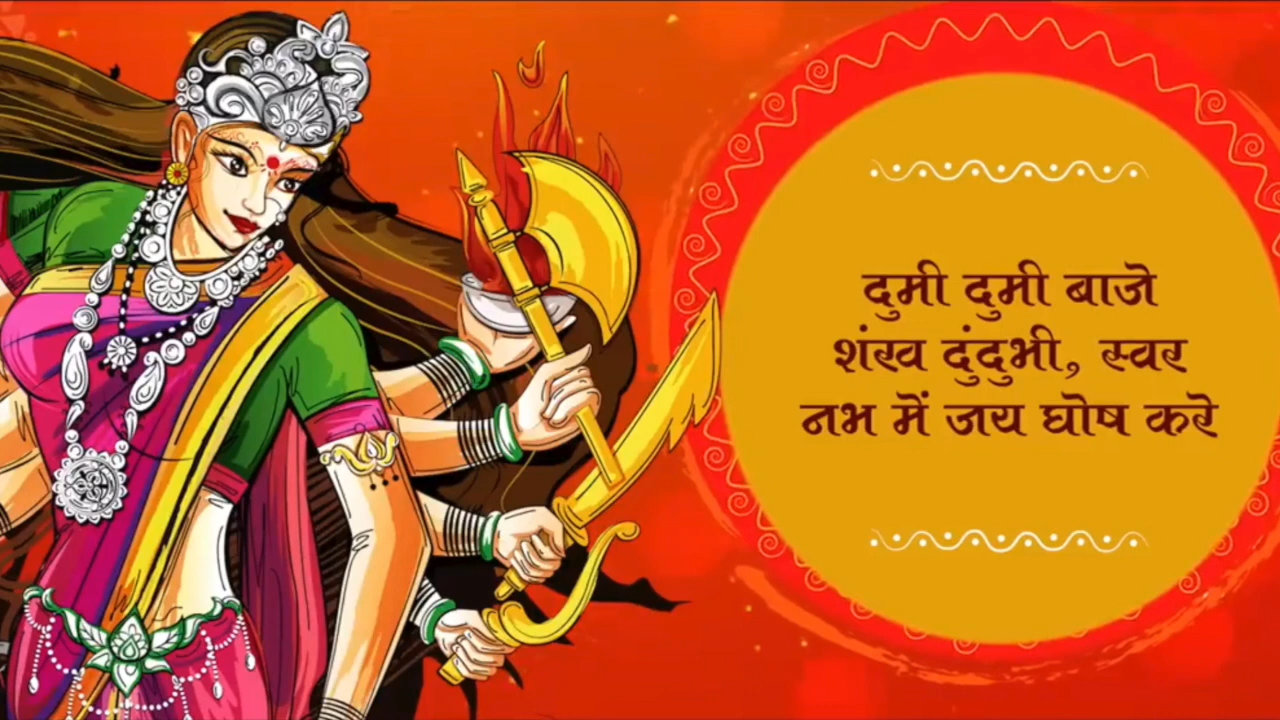 दुमी दुमी बाजे
शंख दुंदुभी, स्वर
नभ में जय घोष करे